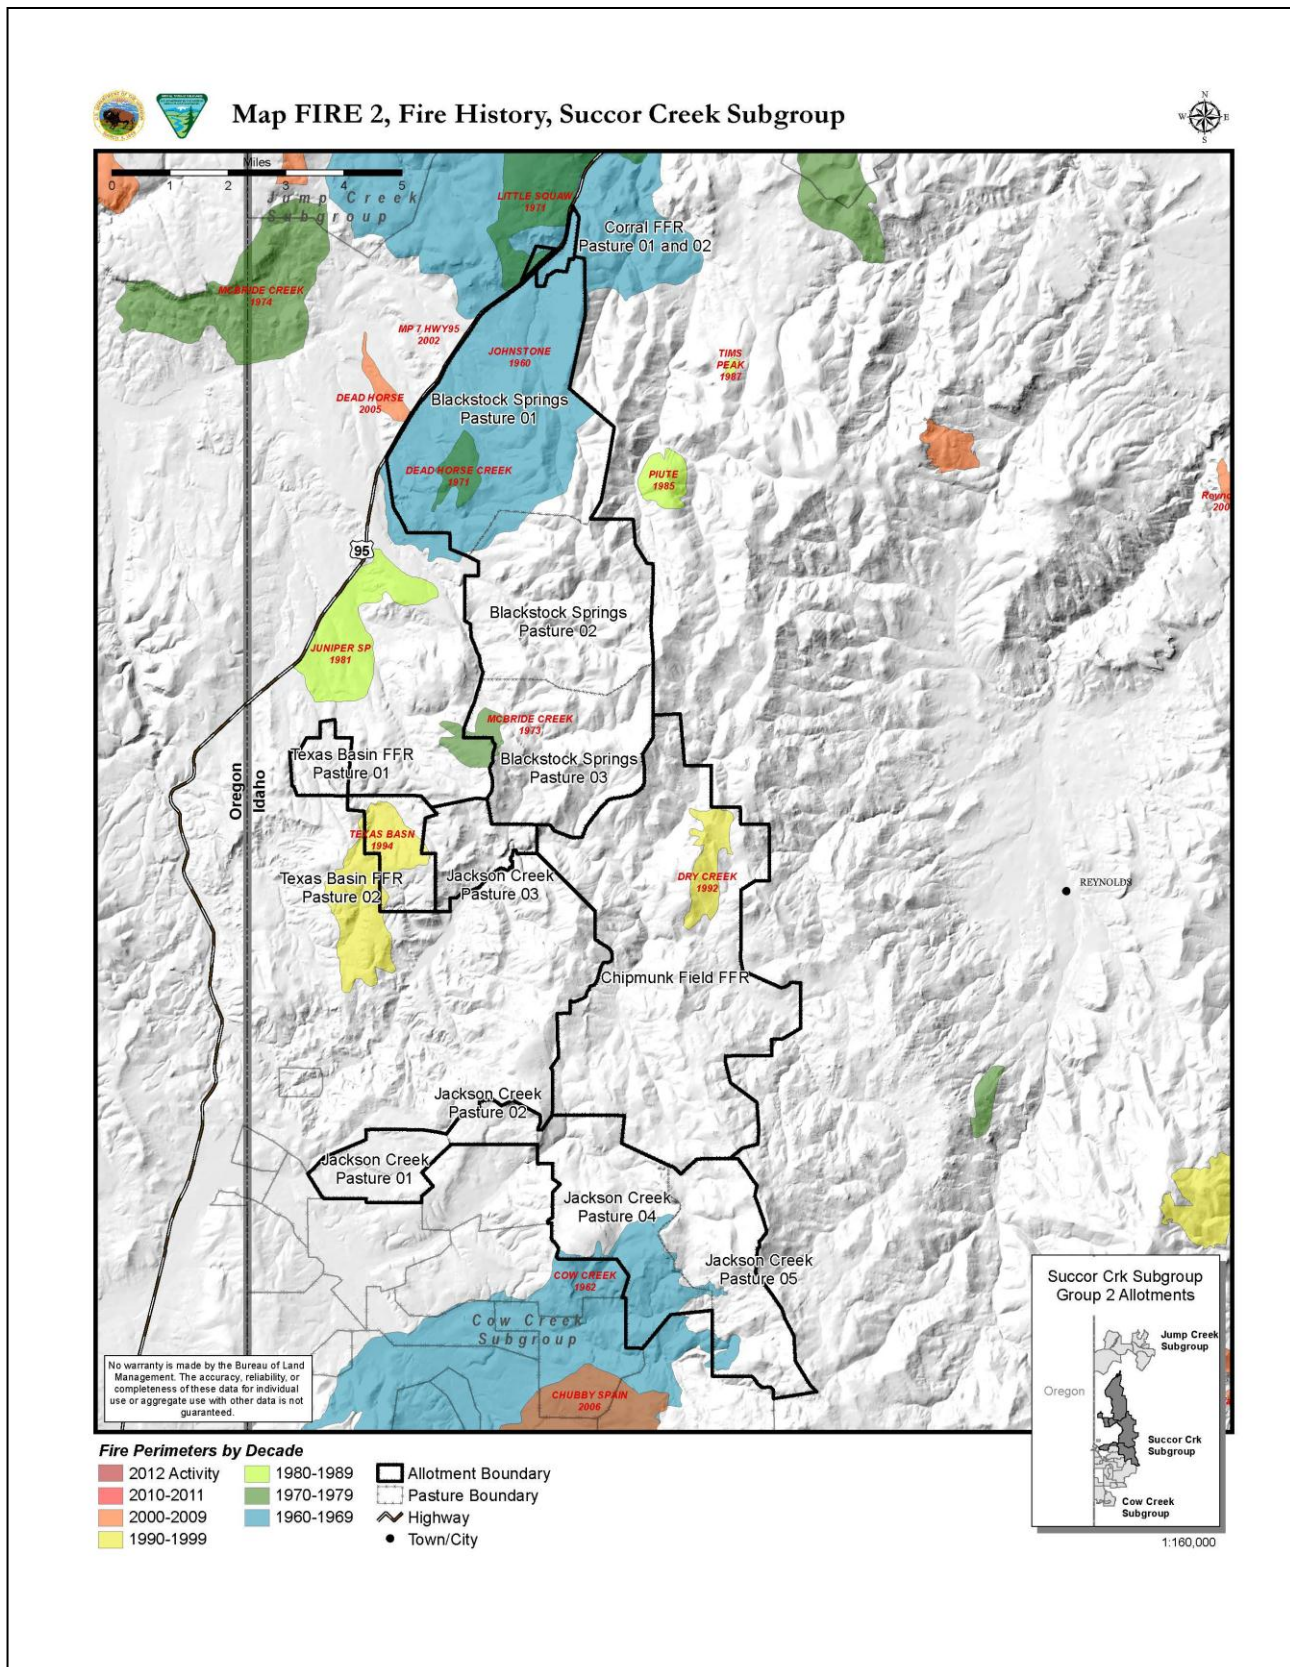 Map FIRE 2, Fire History, Succor Creek Subgroup
N
W
E
S
Miles
0 1 2 3 4 5
Jump Creek
Subgroup
LITTLE SQUAW
1971
Corral FFR
Pasture 01 and 02
MCBRIDE CREEK
1974
MP 7 HWY95
2002
JOHNSTONE
1960
TIMS
PEAK
1987
DEAD HORSE
2005
Blackstock Springs
Pasture 01
DEAD HORSE CREEK
1971
PIUTE
1985
Reyno
200
95
Blackstock Springs
Pasture 02
JUNIPER SP
1981
MCBRIDE CREEK
1973
Texas Basin FFR
Pasture 01
Blackstock Springs
Pasture 03
Oregon
Idaho
TEXAS BASN
1994
Texas Basin FFR
Pasture 02
Jackson Creek
Pasture 03
DRY CREEK
1992
REYNOLDS
Chipmunk Field FFR
Jackson Creek
Pasture 02
Jackson Creek
Pasture 01
Jackson Creek
Pasture 04
Jackson Creek
Pasture 05
COW CREEK
1962
Cow Creek
Subgroup
CHUBBY SPAIN
2006
No warranty is made by the Bureau of Land
Management. The accuracy, reliability, or
completeness of these data for individual
use or aggregate use with other data is not
guaranteed.
Succor Crk Subgroup
Group 2 Allotments
Jump Creek
Subgroup
Oregon
Succor Crk
Subgroup
Cow Creek
Subgroup
1:160,000
Fire Perimeters by Decade
2012 Activity
2010-2011
2000-2009
1990-1999
1980-1989
1970-1979
1960-1969
Allotment Boundary
Pasture Boundary
Highway
Town/City